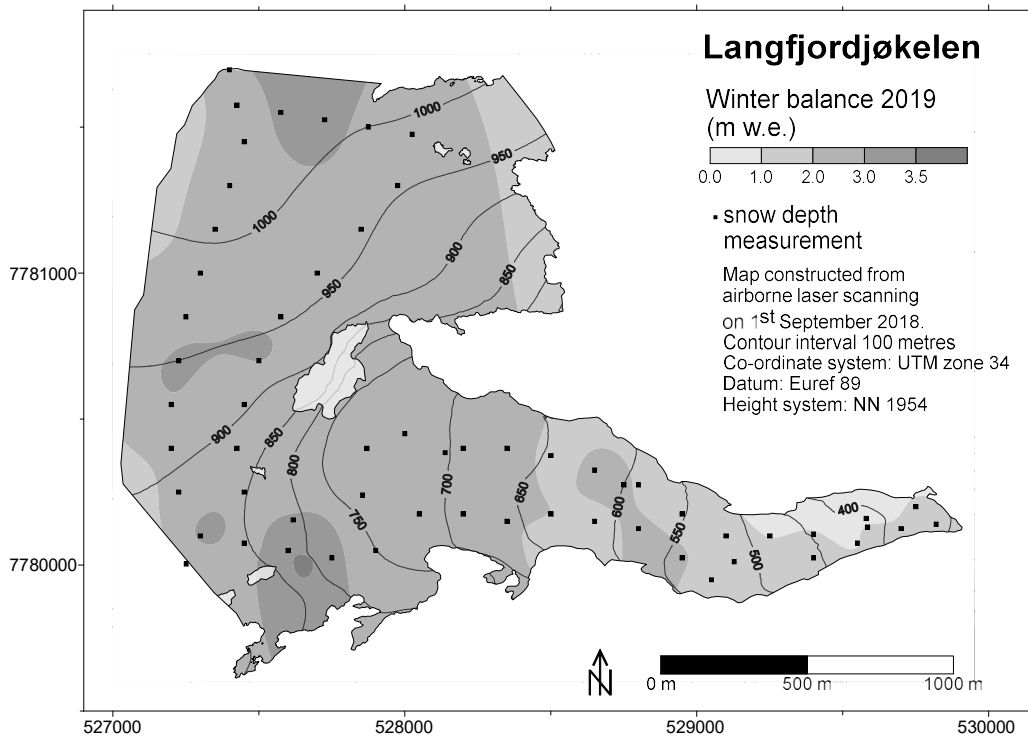 Langfjordjøkelen
Winter balance 2019
(m w.e.)
0.0 1.0 2.0 3.0 3.5
snow depth
measurement
Map constructed from
airborne laser scanning
on 1st September 2018.
Contour interval 100 metres
Co-ordinate system: UTM zone 34
Datum: Euref 89
Height system: NN 1954
1000
950
1000
900
850
950
7781000
900
850
800
750
700
650
600
550
500
400
7780000
N
0 m 500 m 1000 m
527000 528000 529000 530000